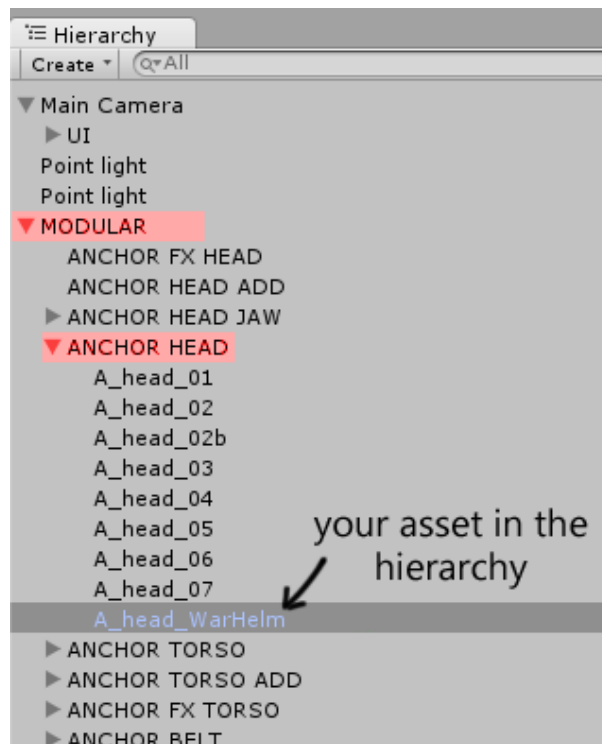 Hierarchy
Create All
Main Camera
UI
Point light
Point light
MODULAR
ANCHOR FX HEAD
ANCHOR HEAD ADD
ANCHOR HEAD JAW
ANCHOR HEAD
A_head_01
A_head_02
A_head_02b
A_head_03
A_head_04
A_head_05
A_head_06
A_head_07
your asset in the
hierarchy
A_head_WarHelm
ANCHOR TORSO
ANCHOR TORSO ADD
ANCHOR FX TORSO
ANCHOR BELT